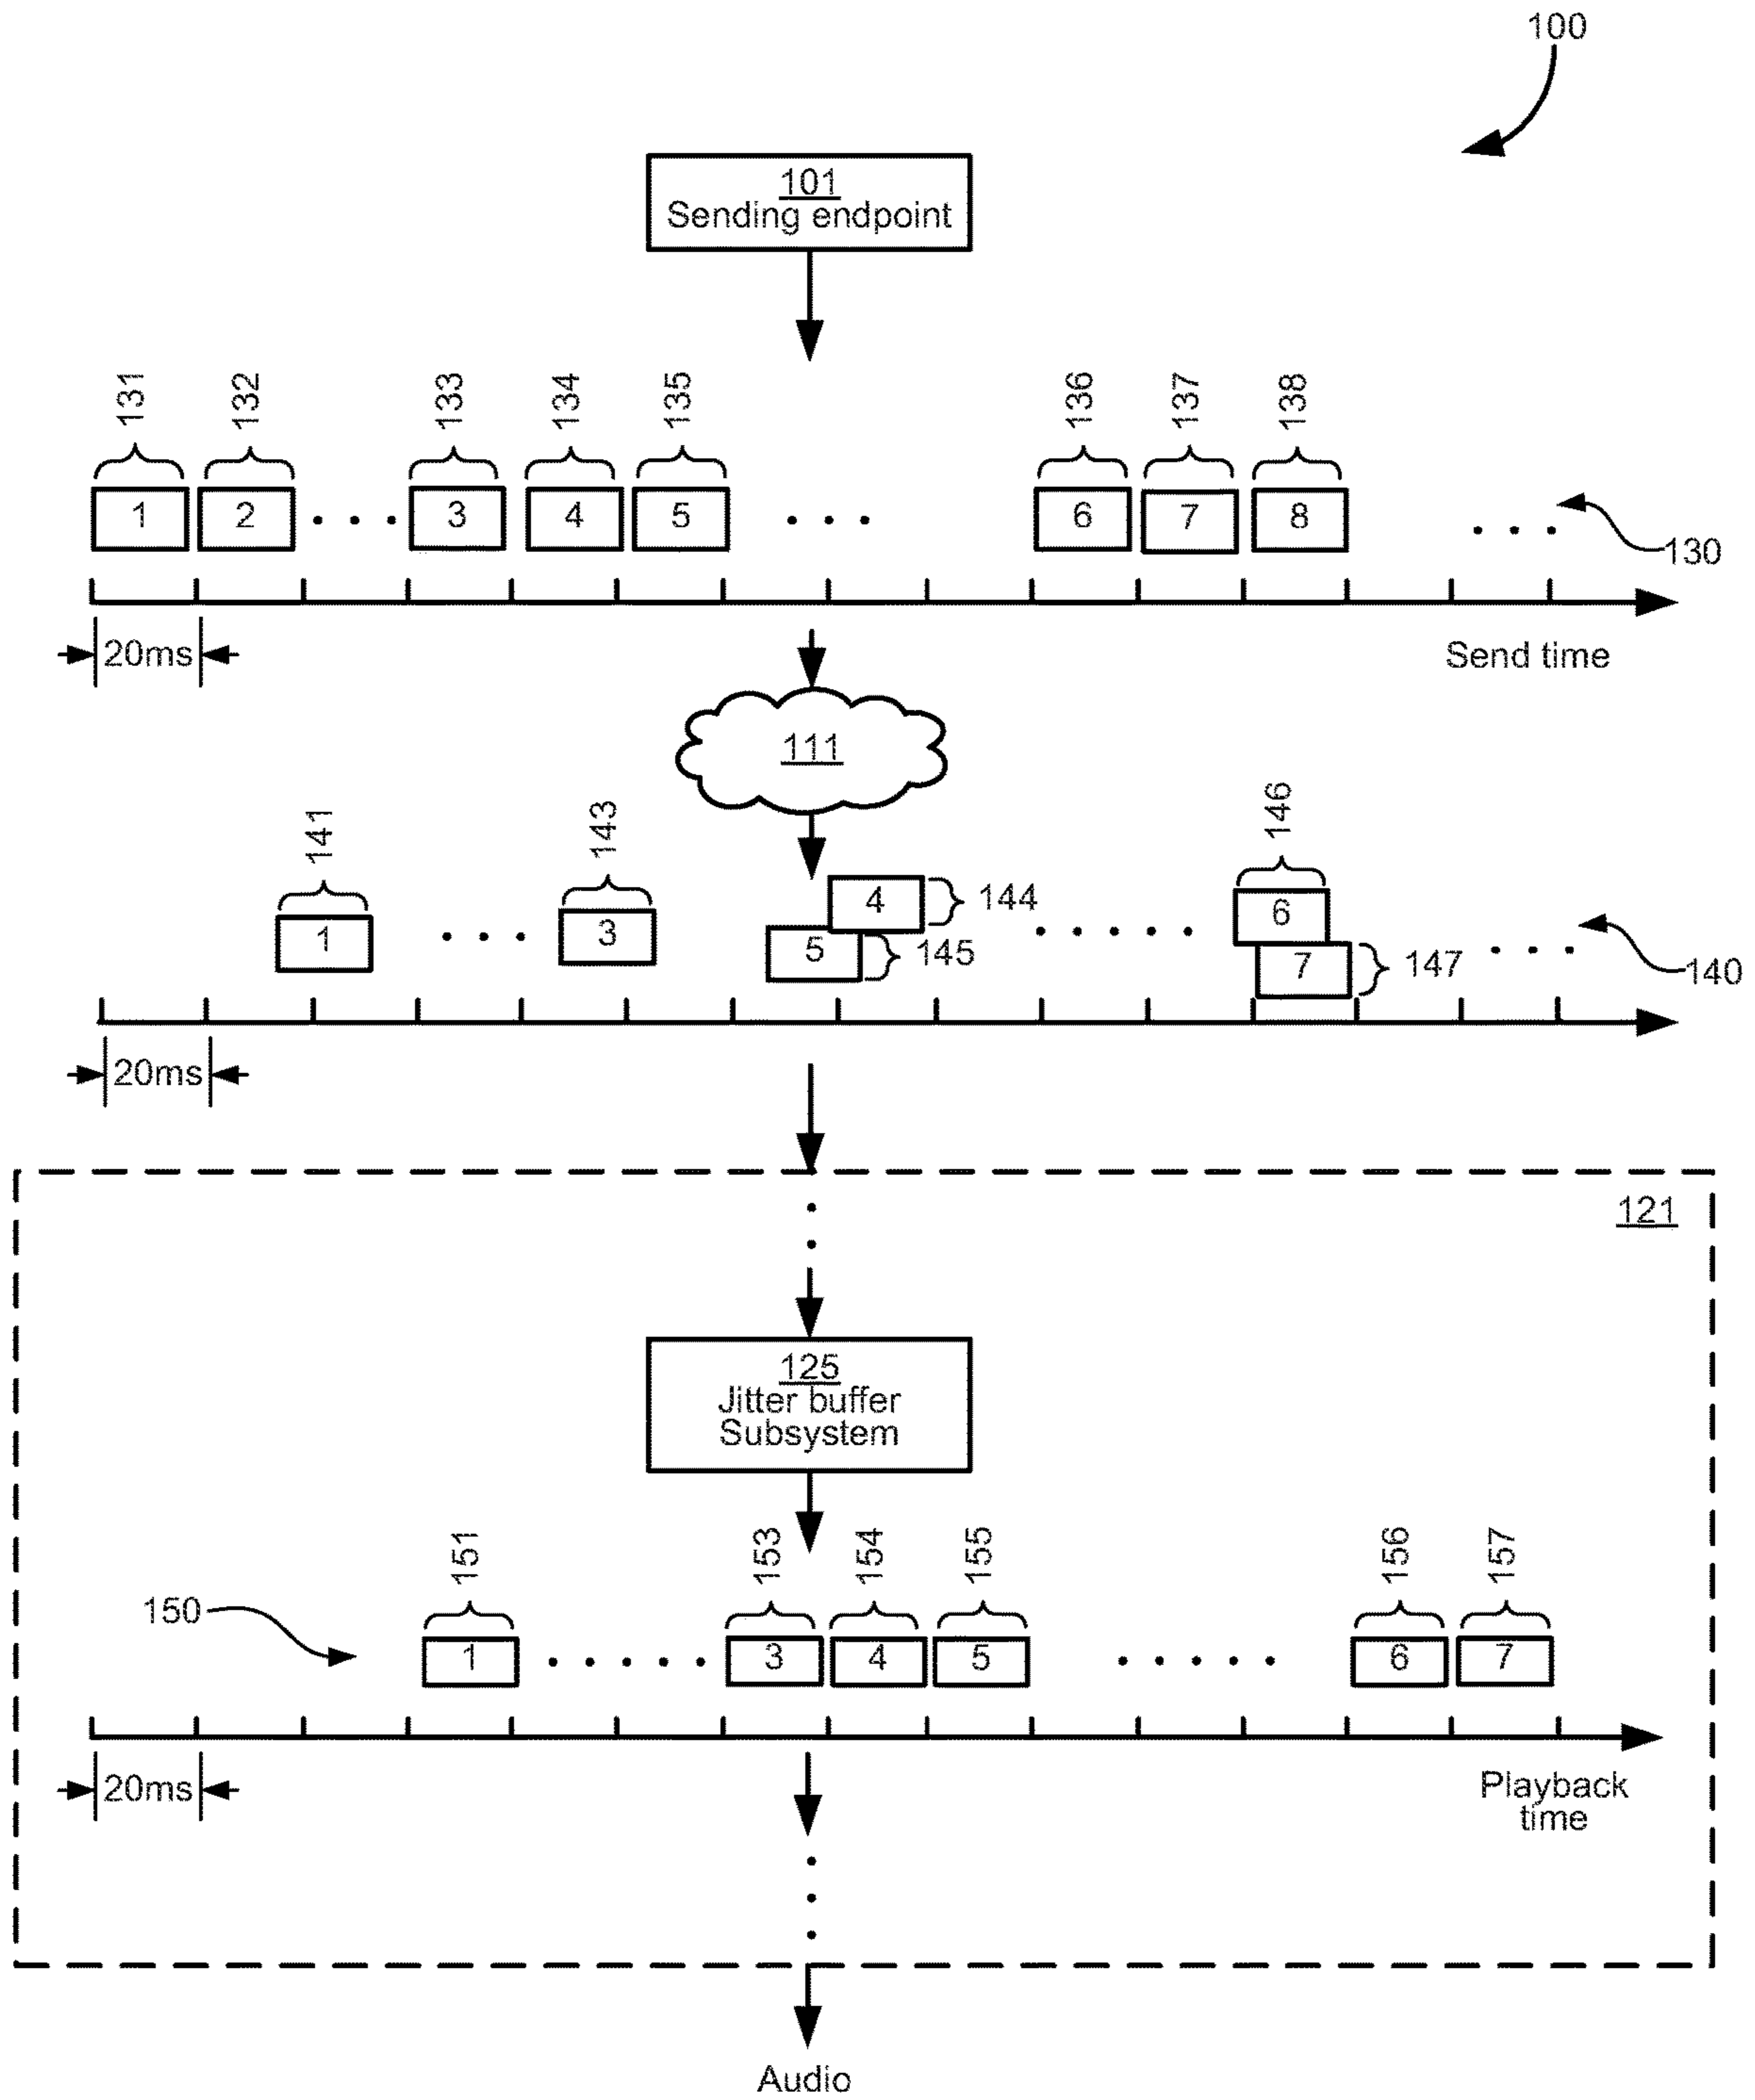 100
101
Sending endpoint
131 132 133 134 135 136 137 138
1 2 . . . 3 4 5 . . . 6 7 8 . . .
130
20ms
Send time
111
141 143 146
4 144
6
1 . . . 3 5 145 . . . . . 7 147 . . .
140
20ms
121
125
Jitter buffer
Subsystem
151 153 154 155 156 157
150
1 . . . . . 3 4 5 . . . . . 6 7
20ms
Playback
time
Audio